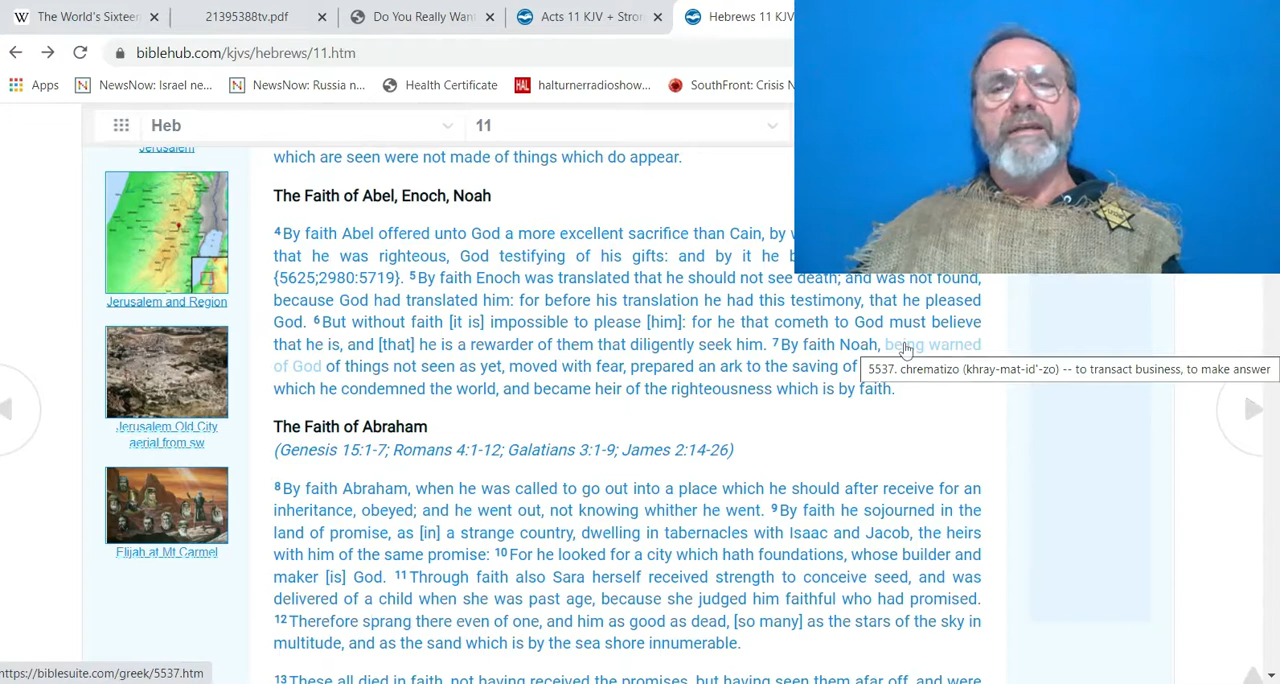 The World's Sixteen
21395388tv.pdf
Do You Really Wan
Acts 11 KJV + Stron
Hebrews 11 KJV
biblehub.com/kjvs/hebrews/11.htm
Apps
NewsNow: Israel ne...
NewsNow: Russia n...
Health Certificate
HAL
halturnerradioshow...
SouthFront: Crisis N
Heb
11
Jerusalem
which are seen were not made of things which do appear.
The Faith of Abel, Enoch, Noah
4By faith Abel offered unto God a more excellent sacrifice than Cain, by w
that he was righteous, God testifying of his gifts: and by it he b
{5625;2980:5719}. 5By faith Enoch was translated that he should not see death; and was not found,
because God had translated him: for before his translation he had this testimony, that he pleased
God. 6But without faith [it is] impossible to please [him]: for he that cometh to God must believe
that he is, and [that] he is a rewarder of them that diligently seek him. 7By faith Noah, being warned
of God of things not seen as yet, moved with fear, prepared an ark to the saving of
5537. chrematizo (khray-mat-id'-zo) -- to transact business, to make answer
which he condemned the world, and became heir of the righteousness which is by faith.
Jerusalem and Region
Jerusalem Old City
aerial from sw
Elijah at Mt Carmel
The Faith of Abraham
(Genesis 15:1-7; Romans 4:1-12; Galatians 3:1-9; James 2:14-26)
8By faith Abraham, when he was called to go out into a place which he should after receive for an
inheritance, obeyed; and he went out, not knowing whither he went. 9By faith he sojourned in the
land of promise, as [in] a strange country, dwelling in tabernacles with Isaac and Jacob, the heirs
with him of the same promise: 10For he looked for a city which hath foundations, whose builder and
maker [is] God. 11Through faith also Sara herself received strength to conceive seed, and was
delivered of a child when she was past age, because she judged him faithful who had promised.
12Therefore sprang there even of one, and him as good as dead, [so many] as the stars of the sky in
multitude, and as the sand which is by the sea shore innumerable.
13These all died in faith, not having received the promises, but having seen them afar off, and were
https://biblesuite.com/greek/5537.htm